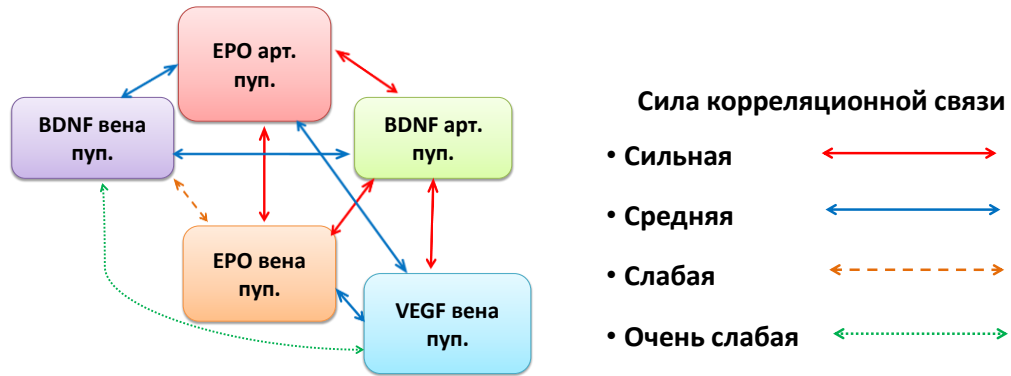 EPO арт.
пуп.
BDNF вена
пуп.
BDNF арт.
пуп.
EPO вена
пуп.
VEGF вена
пуп.
Сила корреляционной связи
• Сильная
• Средняя
• Слабая
• Очень слабая